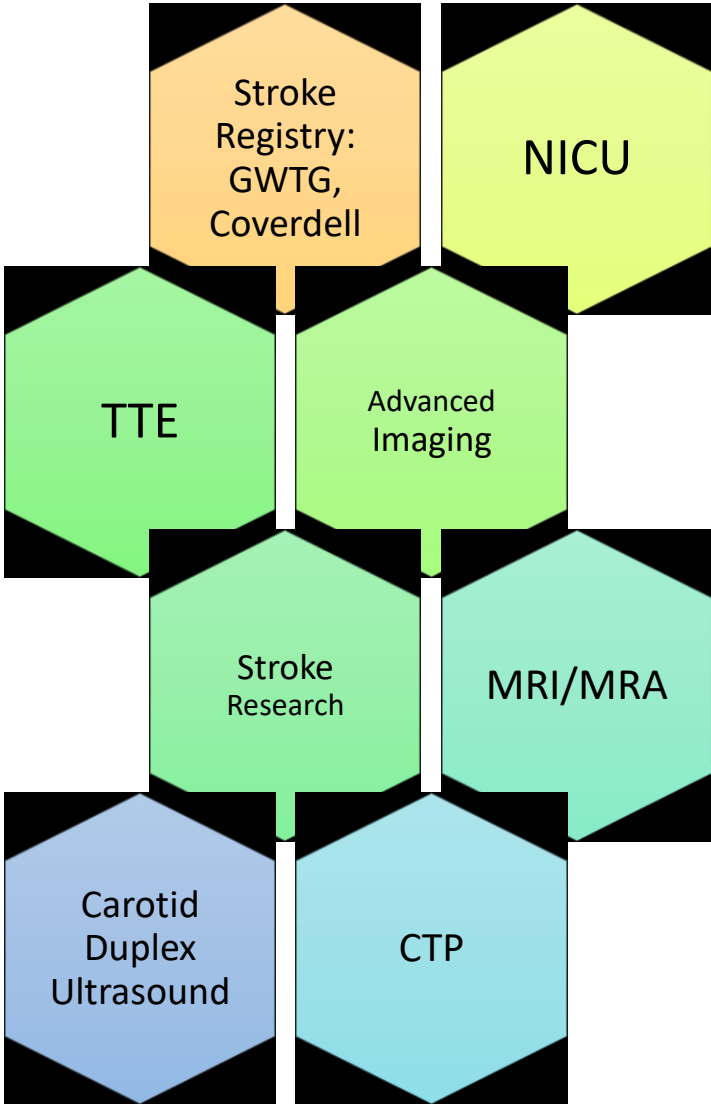 Stroke
Registry:
GWTG,
Coverdell
NICU
TTE
Advanced
Imaging
Stroke
Research
MRI/MRA
Carotid
Duplex
Ultrasound
CTP